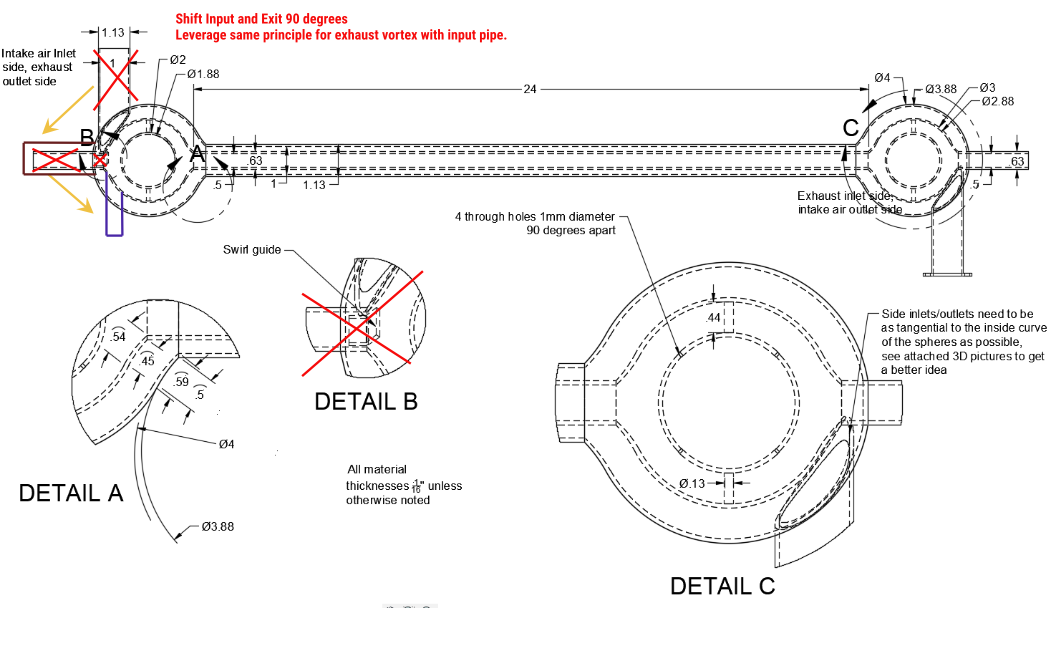 Shift Input and Exit 90 degrees
Leverage same principle for exhaust vortex with input pipe.
1.13
Intake air Inlet
side, exhaust
outlet side
1
Ø2
Ø1.88
24
Ø4
Ø3.88
Ø3
Ø2.88
B
A
C
.63
.5
1
1.13
.5
.63
Exhaust inlet side,
intake air outlet side
4 through holes 1mm diameter
90 degrees apart
Swirl guide
.54
.45
.59
.5
Ø4
Ø3.88
DETAIL A
DETAIL B
.44
Ø.13
DETAIL C
Side inlets/outlets need to be
as tangential to the inside curve
of the spheres as possible,
see attached 3D pictures to get
a better idea
All material
thicknesses 1/16" unless
otherwise noted